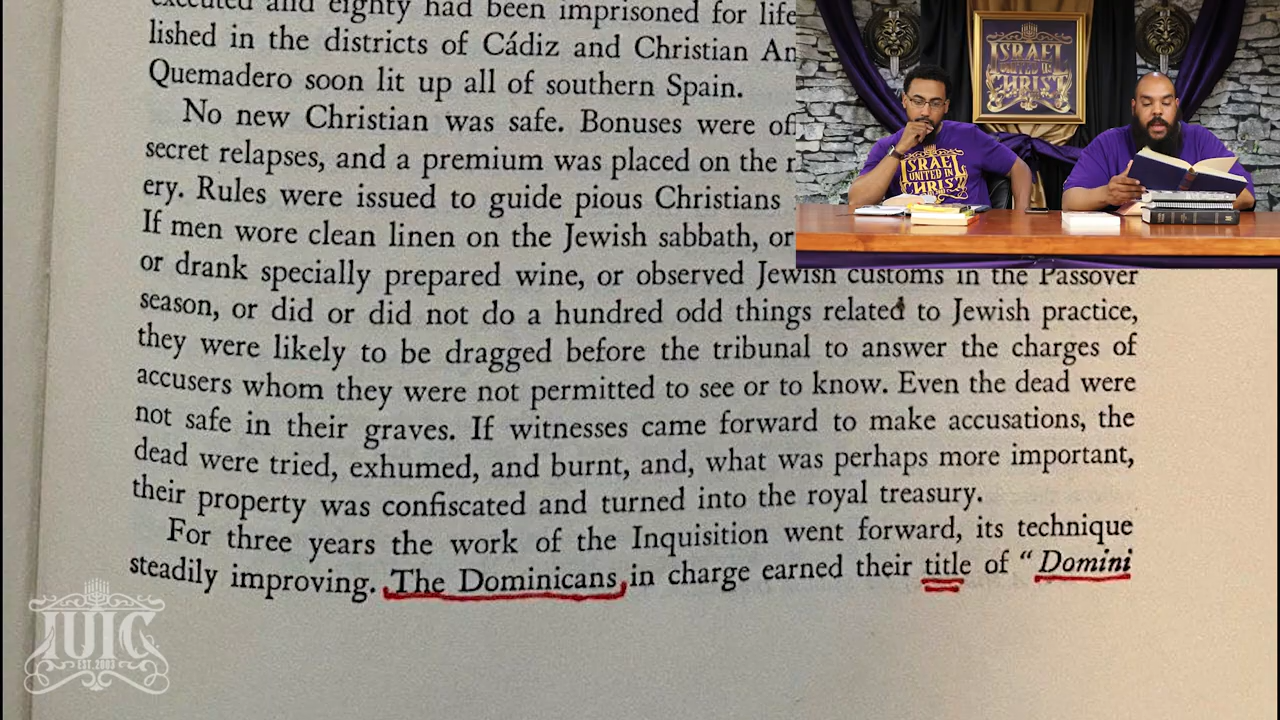 executed and eighty had been imprisoned for life
lished in the districts of Cádiz and Christian An
Quemadero soon lit up all of southern Spain.
No new Christian was safe. Bonuses were of
secret relapses, and a premium was placed on the r
ery. Rules were issued to guide pious Christians
If men wore clean linen on the Jewish sabbath, or
or drank specially prepared wine, or observed Jewish customs in the Passover
season, or did or did not do a hundred odd things related to Jewish practice,
they were likely to be dragged before the tribunal to answer the charges of
accusers whom they were not permitted to see or to know. Even the dead were
not safe in their graves. If witnesses came forward to make accusations, the
dead were tried, exhumed, and burnt, and, what was perhaps more important,
their property was confiscated and turned into the royal treasury.
For three years the work of the Inquisition went forward, its technique
steadily improving. The Dominicans, in charge earned their title of "Domini
ISRAEL
UNITED IN
CHRIST
ISRAEL
UNITED IN
CHRIST
IUIC
EST. 2003